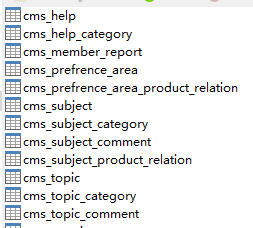 cms_help
cms_help_category
cms_member_report
cms_prefrence_area
cms_prefrence_area_product_relation
cms_subject
cms_subject_category
cms_subject_comment
cms_subject_product_relation
cms_topic
cms_topic_category
cms_topic_comment